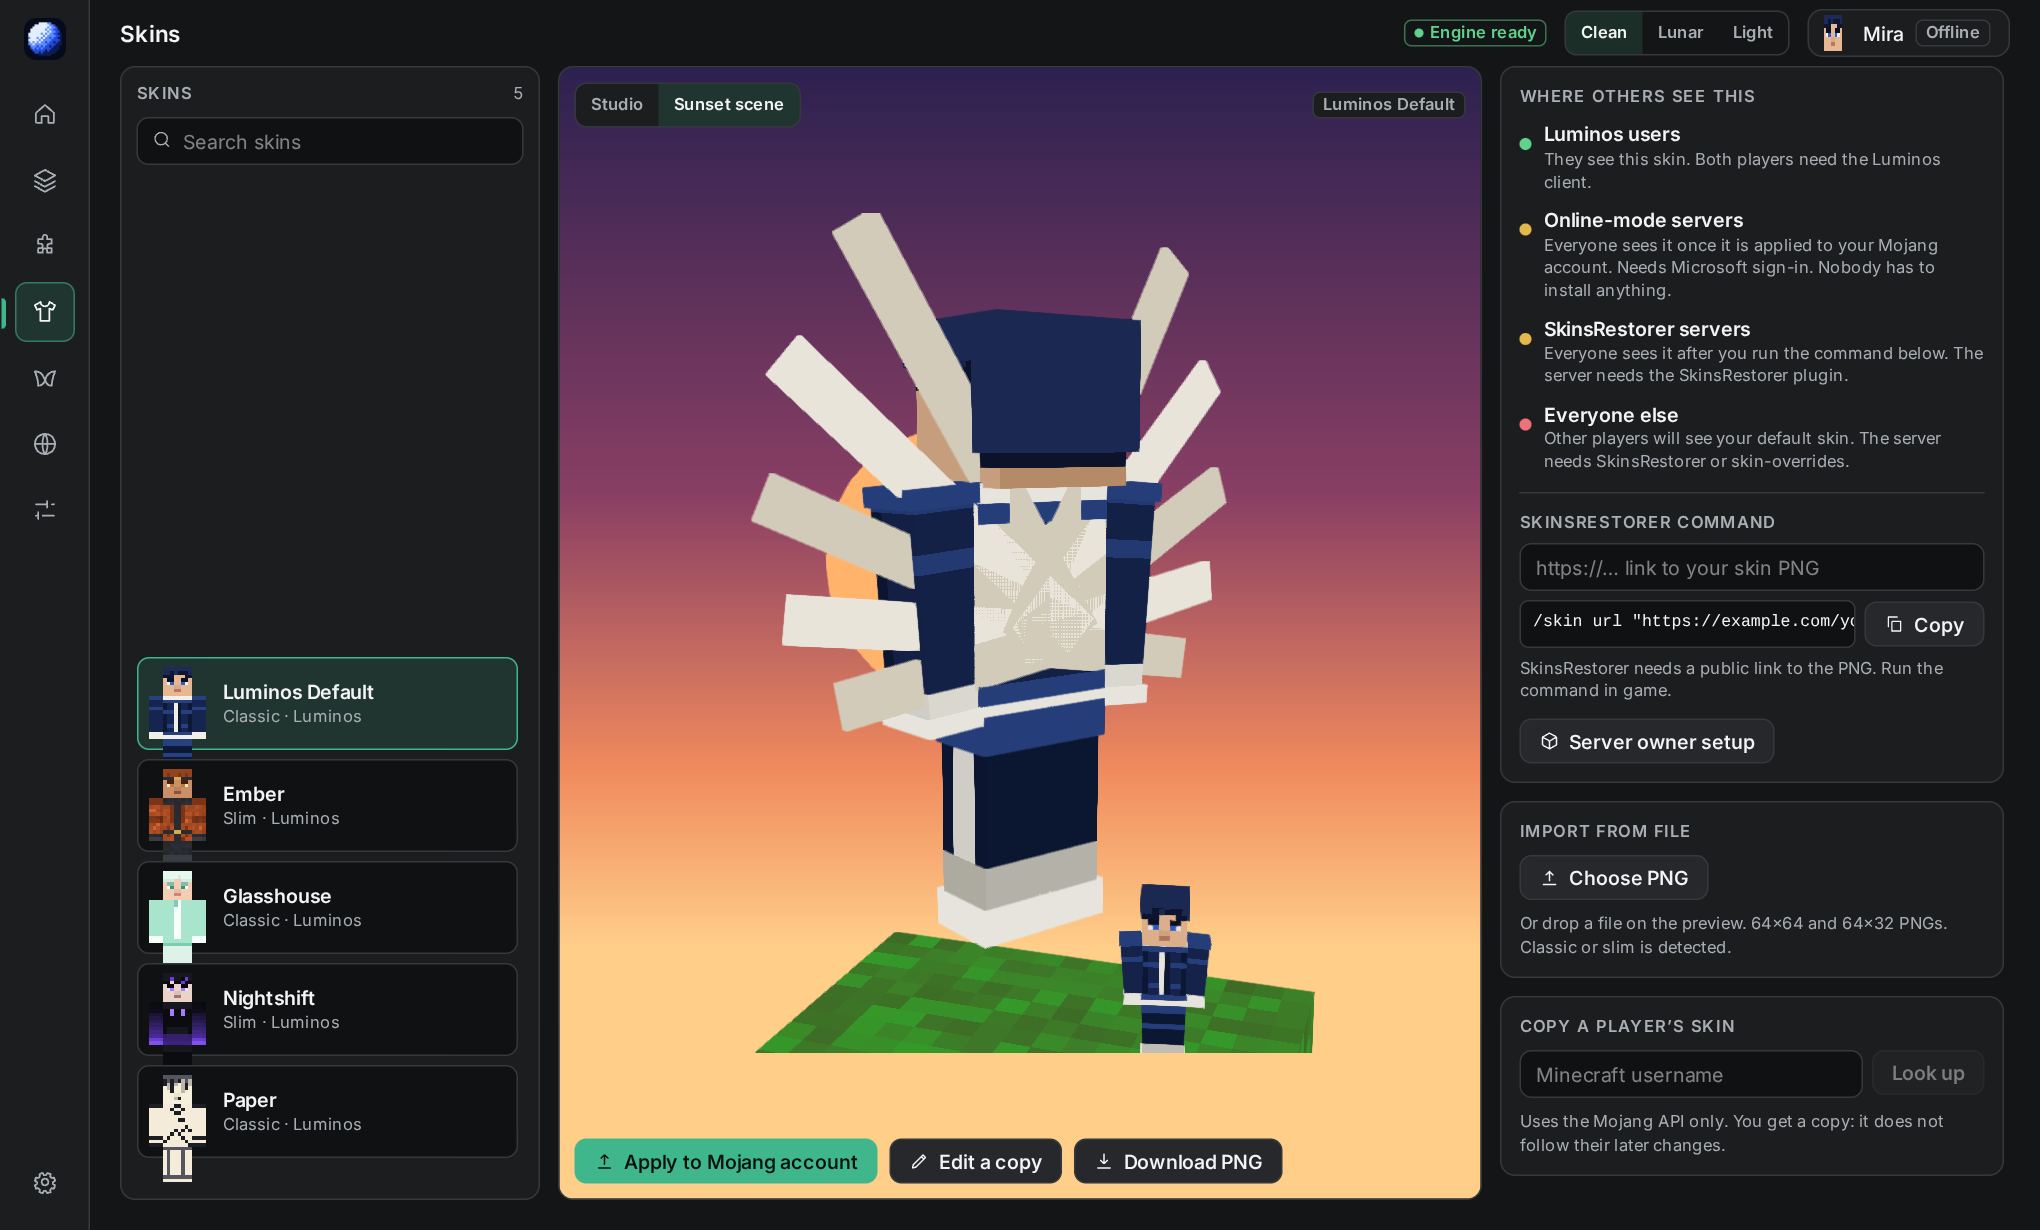 Skins
Engine ready
Clean
Lunar
Light
Mira
Offline
SKINS
5
Search skins
Luminos Default
Classic · Luminos
Ember
Slim · Luminos
Glasshouse
Classic · Luminos
Nightshift
Slim · Luminos
Paper
Classic · Luminos
Studio
Sunset scene
Luminos Default
Apply to Mojang account
Edit a copy
Download PNG
WHERE OTHERS SEE THIS
Luminos users
They see this skin. Both players need the Luminos
client.
Online-mode servers
Everyone sees it once it is applied to your Mojang
account. Needs Microsoft sign-in. Nobody has to
install anything.
SkinsRestorer servers
Everyone sees it after you run the command below. The
server needs the SkinsRestorer plugin.
Everyone else
Other players will see your default skin. The server
needs SkinsRestorer or skin-overrides.
SKINSRESTORER COMMAND
https://... link to your skin PNG
/skin url "https://example.com/yo
Copy
SkinsRestorer needs a public link to the PNG. Run the
command in game.
Server owner setup
IMPORT FROM FILE
Choose PNG
Or drop a file on the preview. 64×64 and 64×32 PNGs.
Classic or slim is detected.
COPY A PLAYER’S SKIN
Minecraft username
Look up
Uses the Mojang API only. You get a copy: it does not
follow their later changes.